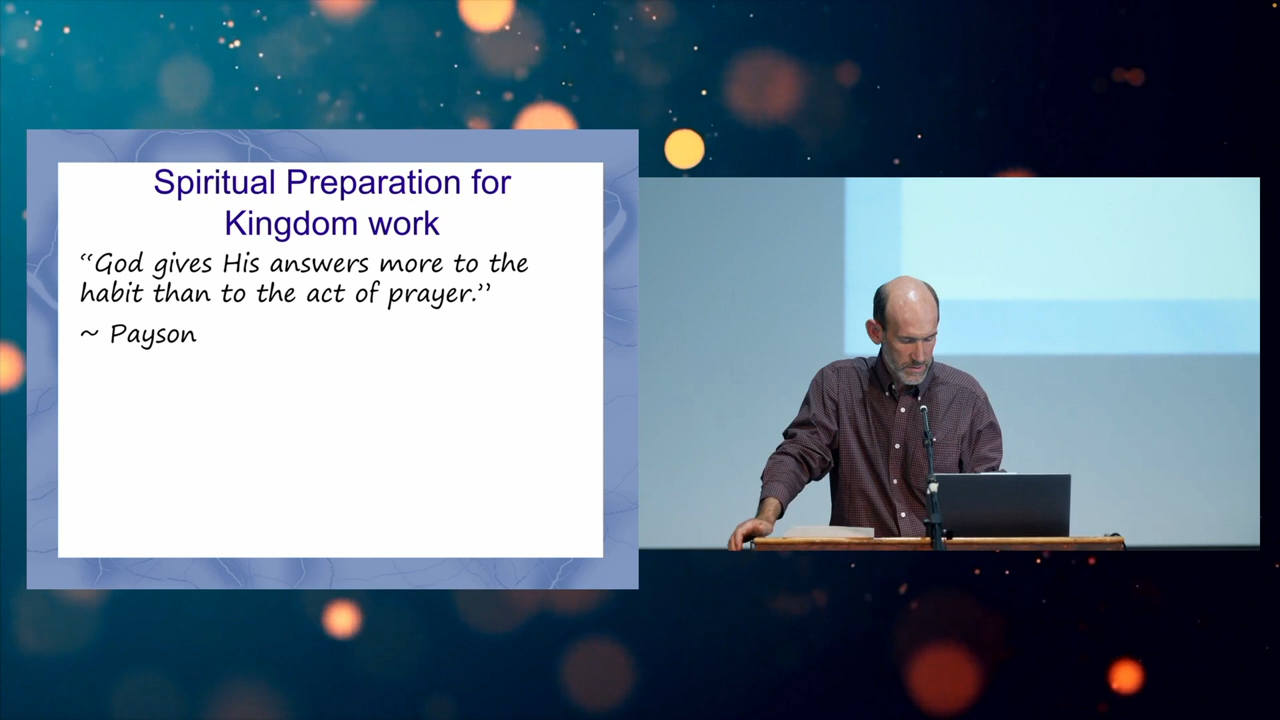 Spiritual Preparation for
Kingdom work
“God gives His answers more to the
habit than to the act of prayer.”
~ Payson